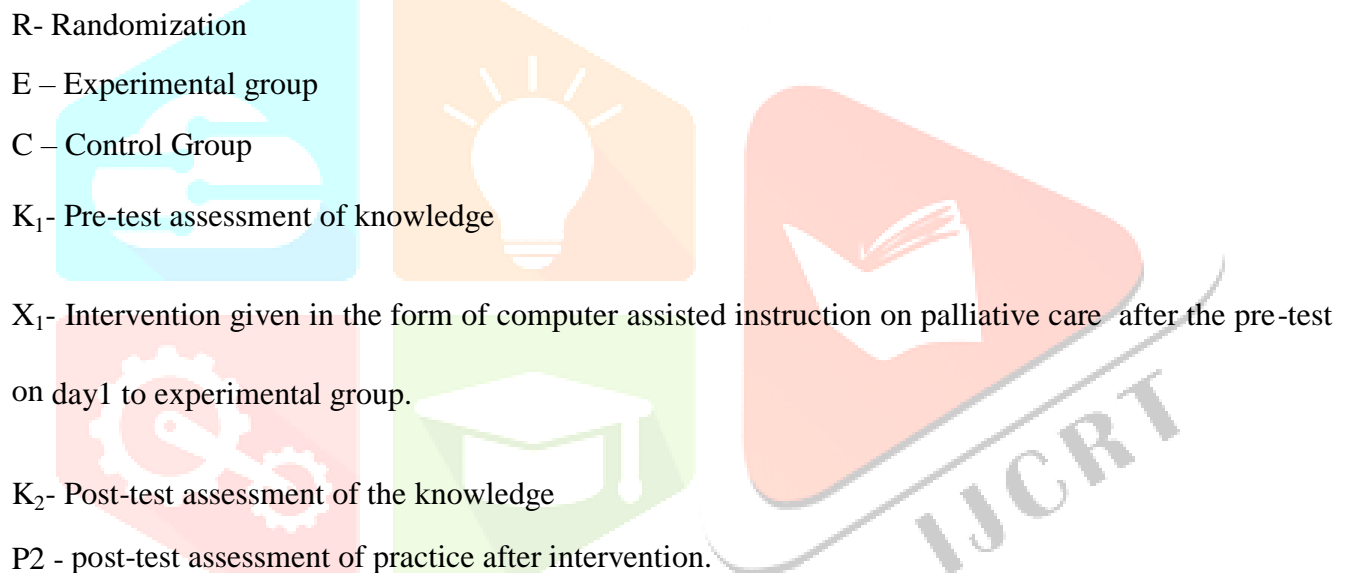 R- Randomization
E – Experimental group
C – Control Group
K₁- Pre-test assessment of knowledge
X₁- Intervention given in the form of computer assisted instruction on palliative care after the pre-test
on day1 to experimental group.
K₂- Post-test assessment of the knowledge
P2 - post-test assessment of practice after intervention.
IJCRT